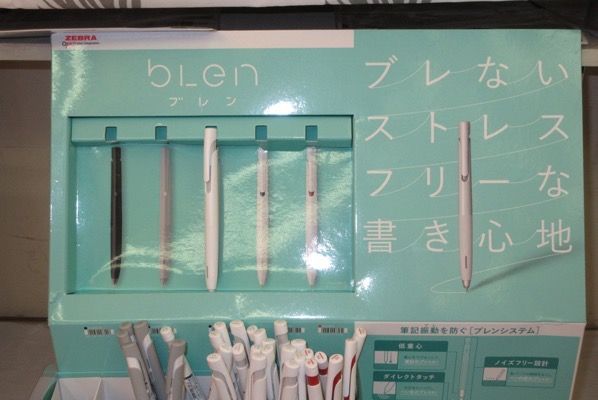 ZEBRA
bLen
ブレン
ブレない
ストレス
フリーな
書き心地
筆記振動を防ぐ[ブレンシステム]
低重心
ノイズフリー設計
ダイレクトタッチ